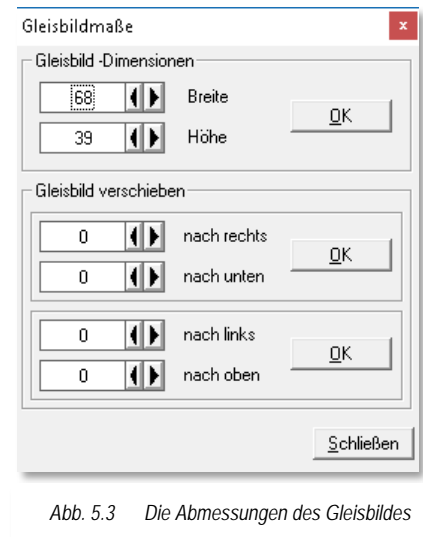 Gleisbildmaße x
Gleisbild -Dimensionen
68 Breite
OK
39 Höhe
Gleisbild verschieben
0 nach rechts
OK
0 nach unten
0 nach links
OK
0 nach oben
Schließen
Abb. 5.3 Die Abmessungen des Gleisbildes